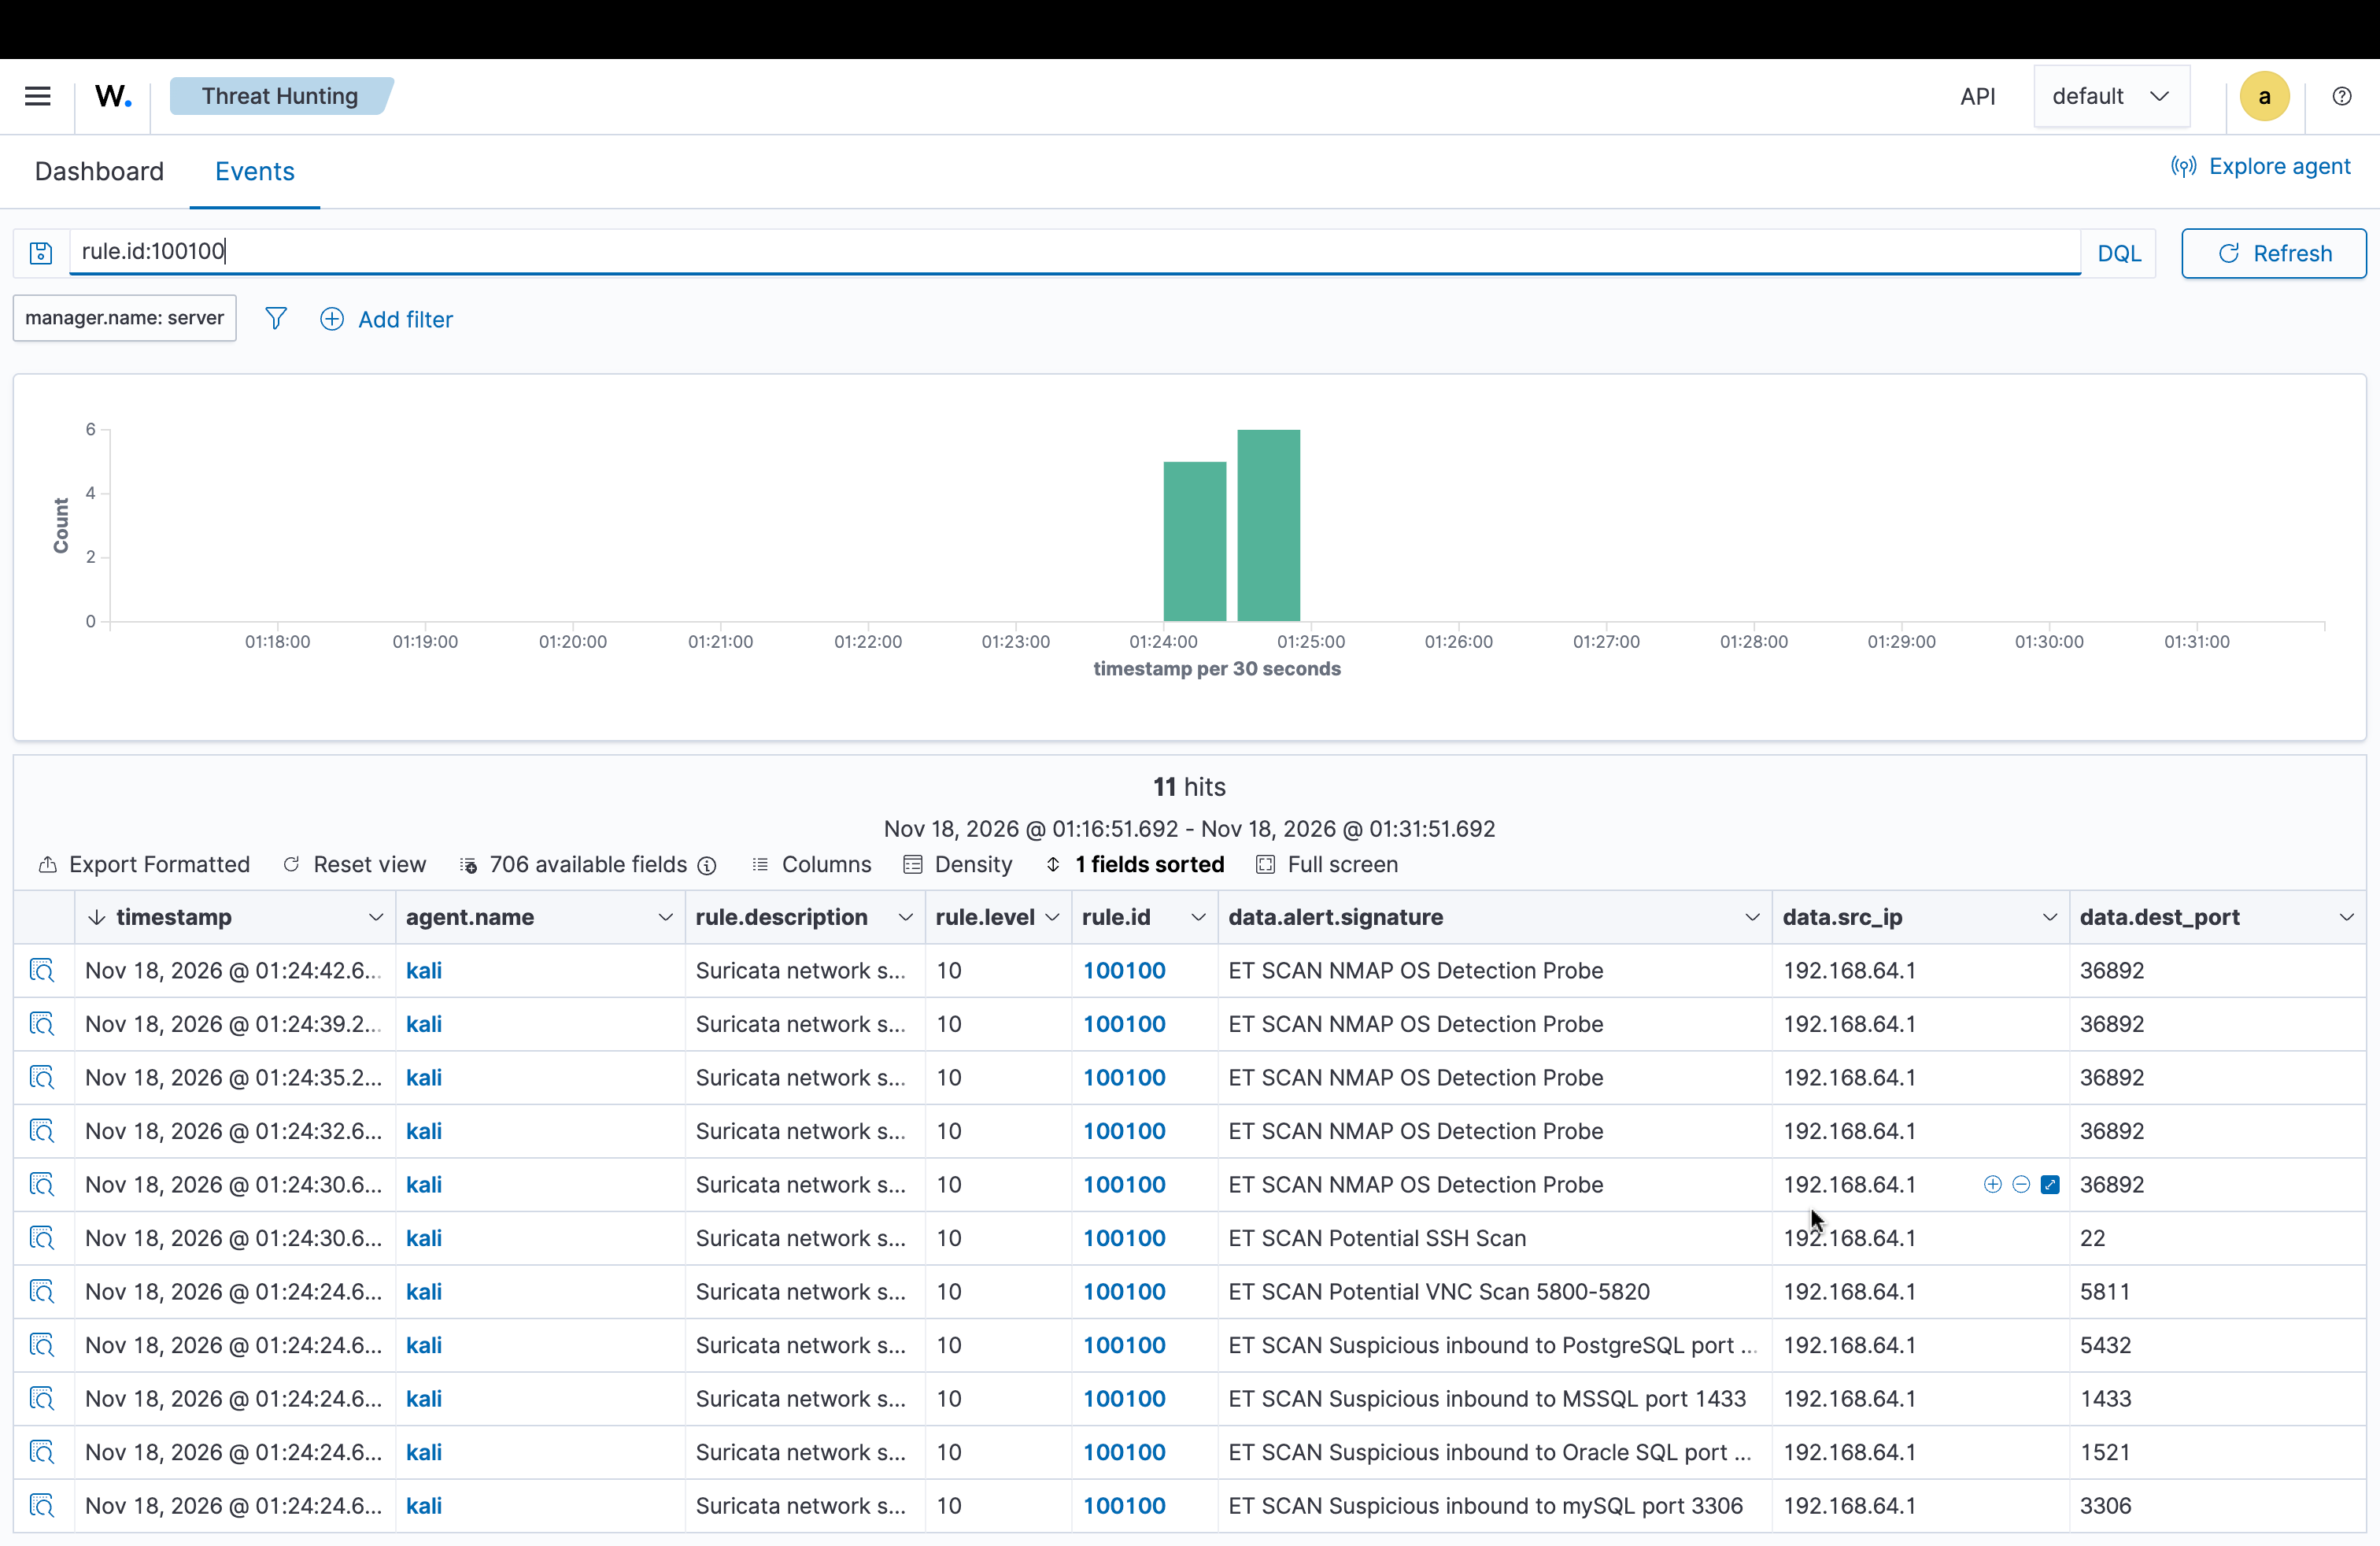 W. Threat Hunting API default a
Dashboard Events Explore agent
rule.id:100100 DQL Refresh
manager.name: server Add filter
6
4
2
0
Count
01:18:00 01:19:00 01:20:00 01:21:00 01:22:00 01:23:00 01:24:00 01:25:00 01:26:00 01:27:00 01:28:00 01:29:00 01:30:00 01:31:00
timestamp per 30 seconds
11 hits
Nov 18, 2026 @ 01:16:51.692 - Nov 18, 2026 @ 01:31:51.692
Export Formatted Reset view 706 available fields Columns Density 1 fields sorted Full screen
timestamp agent.name rule.description rule.level rule.id data.alert.signature data.src_ip data.dest_port
Nov 18, 2026 @ 01:24:42.6... kali Suricata network s... 10 100100 ET SCAN NMAP OS Detection Probe 192.168.64.1 36892
Nov 18, 2026 @ 01:24:39.2... kali Suricata network s... 10 100100 ET SCAN NMAP OS Detection Probe 192.168.64.1 36892
Nov 18, 2026 @ 01:24:35.2... kali Suricata network s... 10 100100 ET SCAN NMAP OS Detection Probe 192.168.64.1 36892
Nov 18, 2026 @ 01:24:32.6... kali Suricata network s... 10 100100 ET SCAN NMAP OS Detection Probe 192.168.64.1 36892
Nov 18, 2026 @ 01:24:30.6... kali Suricata network s... 10 100100 ET SCAN NMAP OS Detection Probe 192.168.64.1 36892
Nov 18, 2026 @ 01:24:30.6... kali Suricata network s... 10 100100 ET SCAN Potential SSH Scan 192.168.64.1 22
Nov 18, 2026 @ 01:24:24.6... kali Suricata network s... 10 100100 ET SCAN Potential VNC Scan 5800-5820 192.168.64.1 5811
Nov 18, 2026 @ 01:24:24.6... kali Suricata network s... 10 100100 ET SCAN Suspicious inbound to PostgreSQL port ... 192.168.64.1 5432
Nov 18, 2026 @ 01:24:24.6... kali Suricata network s... 10 100100 ET SCAN Suspicious inbound to MSSQL port 1433 192.168.64.1 1433
Nov 18, 2026 @ 01:24:24.6... kali Suricata network s... 10 100100 ET SCAN Suspicious inbound to Oracle SQL port ... 192.168.64.1 1521
Nov 18, 2026 @ 01:24:24.6... kali Suricata network s... 10 100100 ET SCAN Suspicious inbound to mySQL port 3306 192.168.64.1 3306